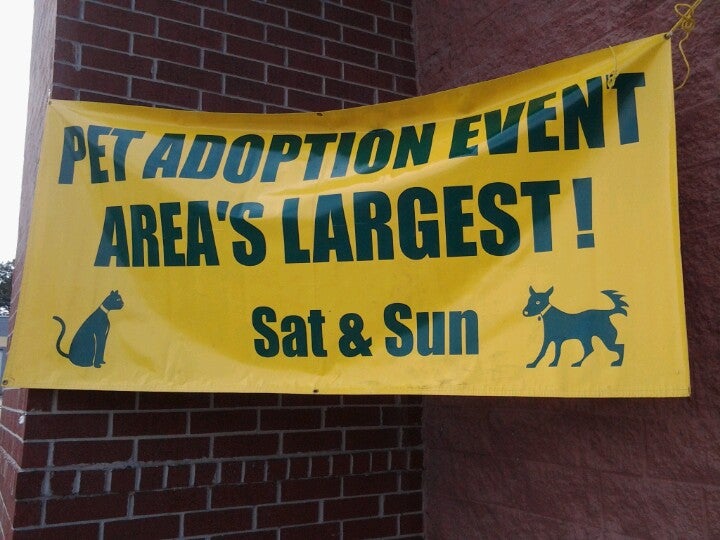 PET ADOPTION EVENT
AREA'S LARGEST!
Sat & Sun